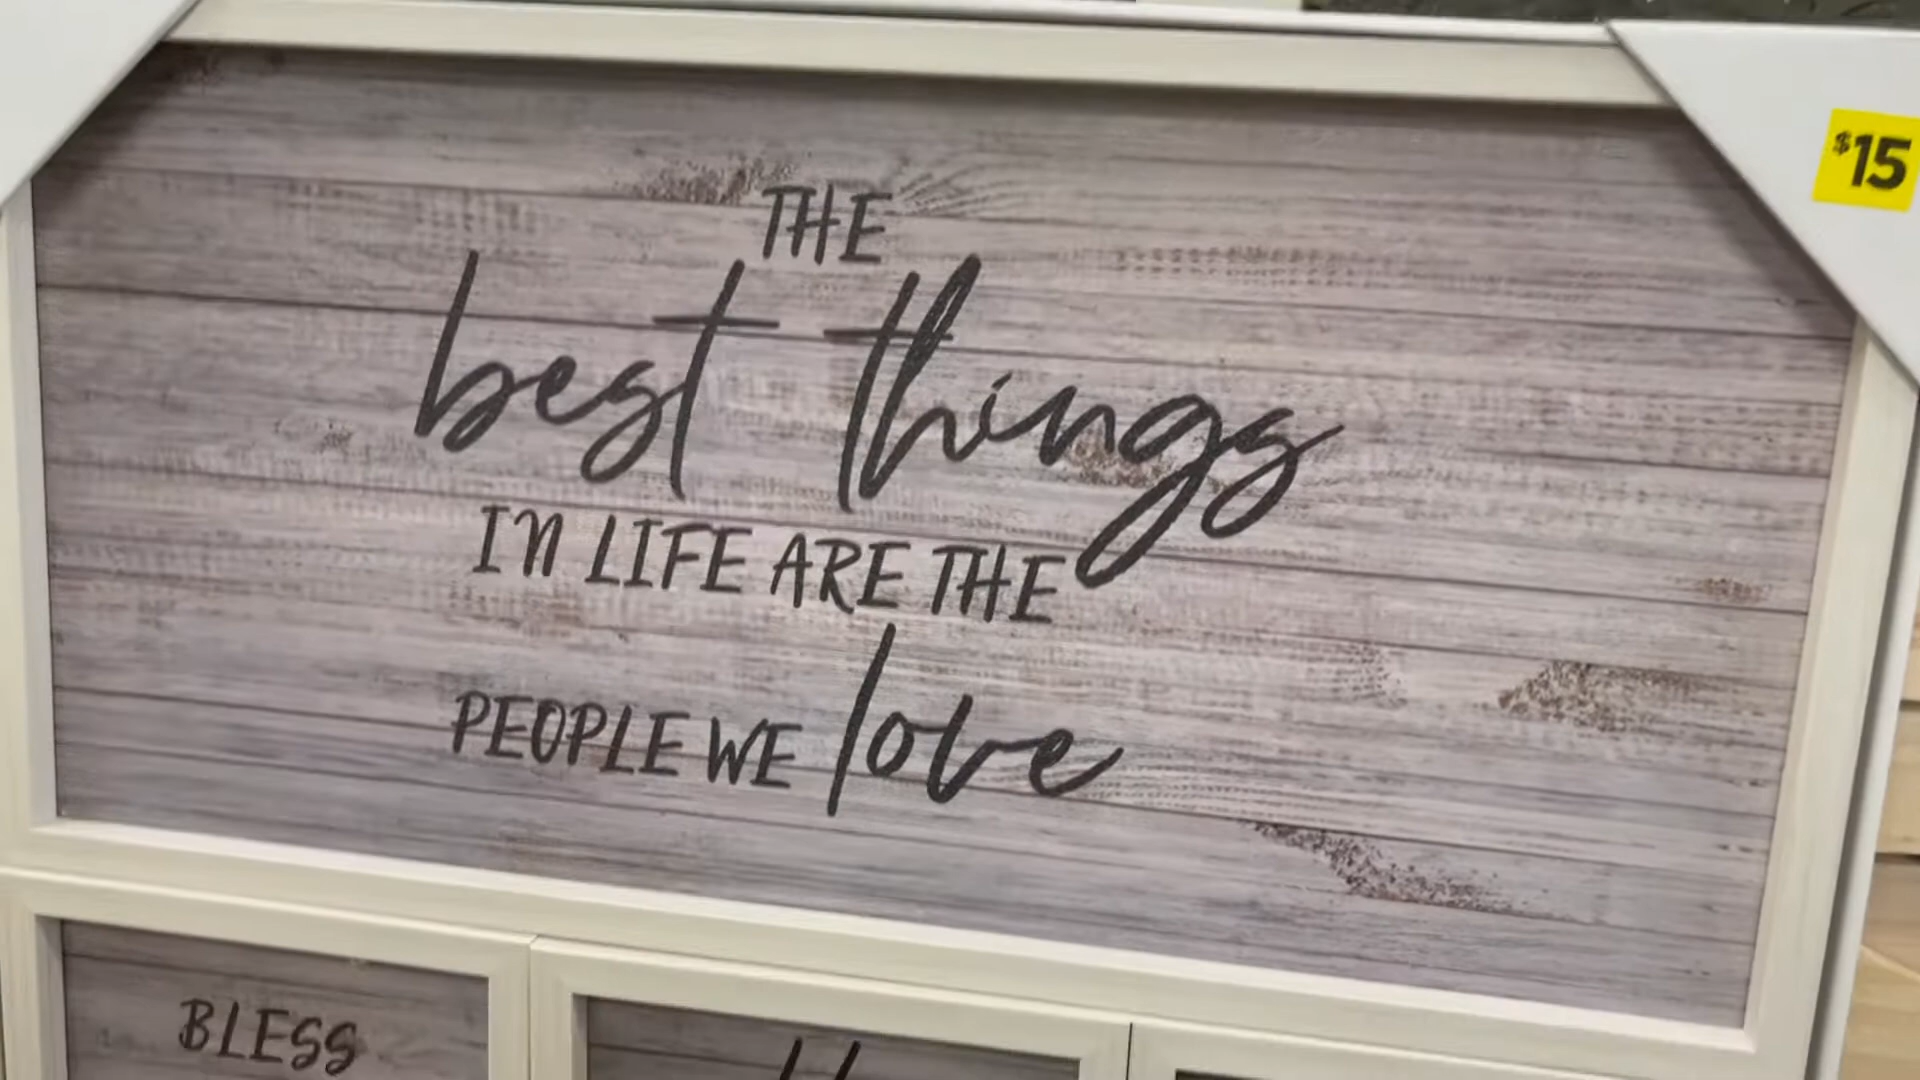 $15
THE
best things
IN LIFE ARE THE
PEOPLE WE love
BLESS